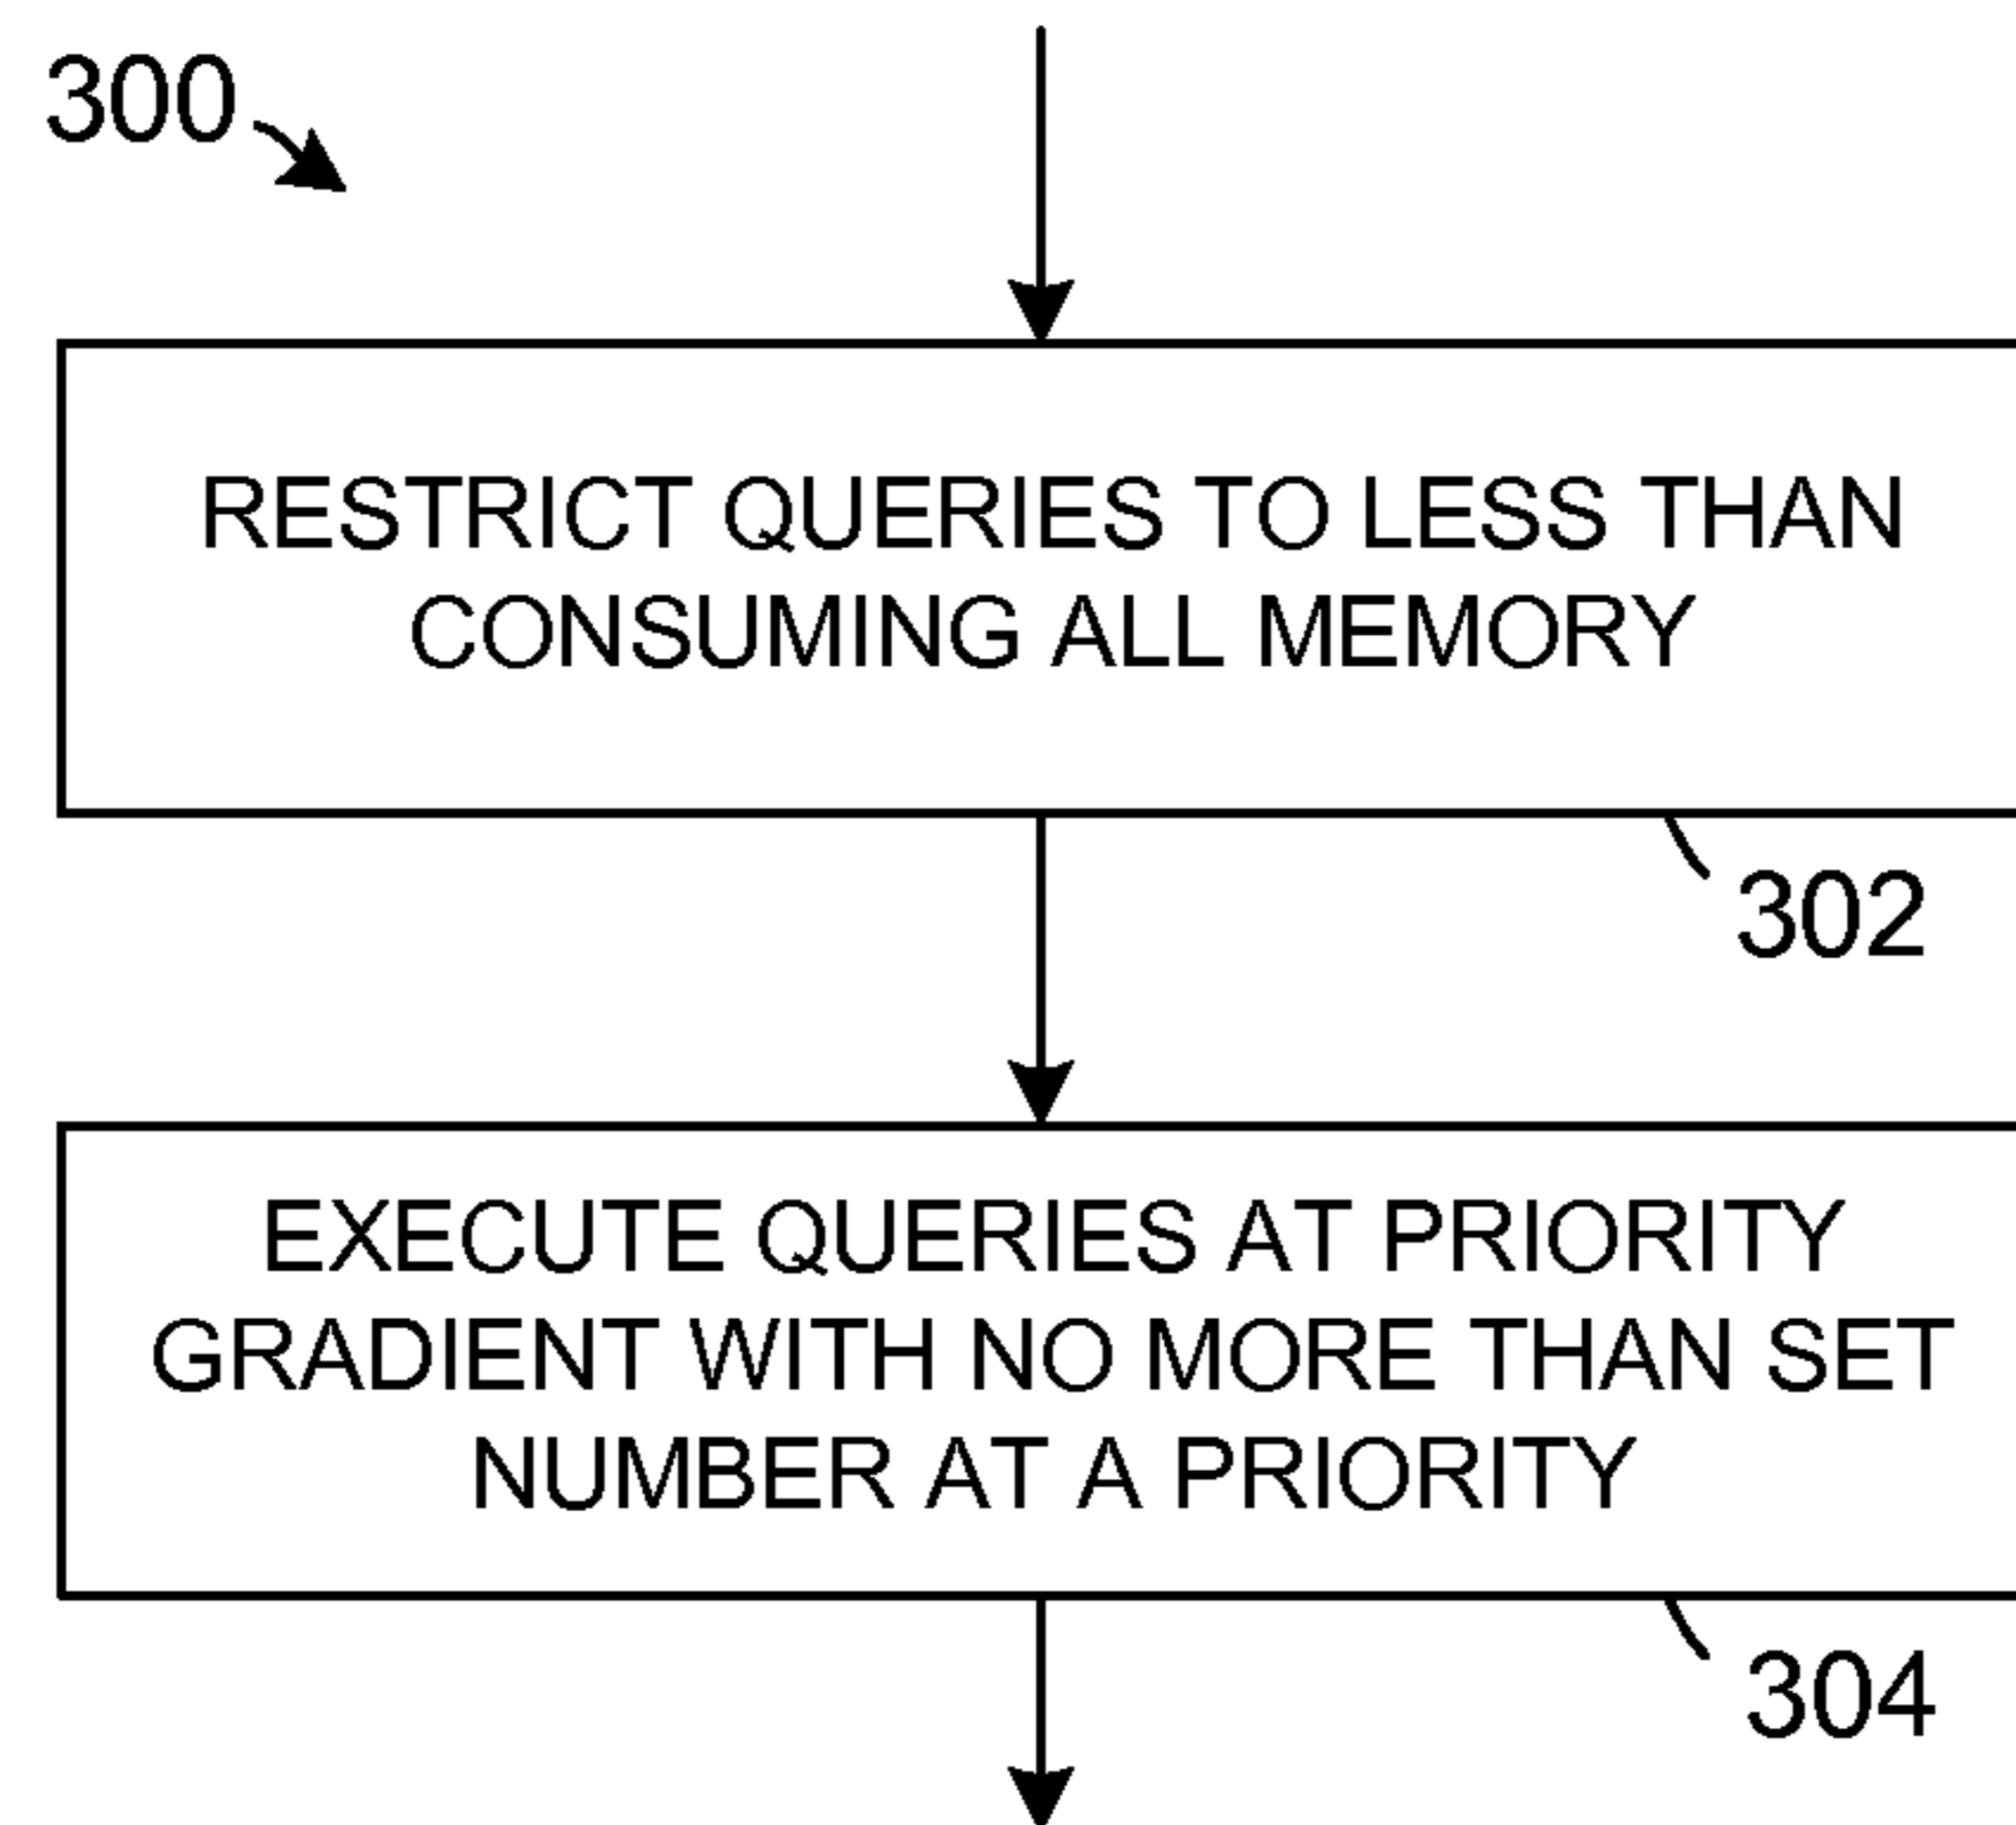 300
RESTRICT QUERIES TO LESS THAN
CONSUMING ALL MEMORY
302
EXECUTE QUERIES AT PRIORITY
GRADIENT WITH NO MORE THAN SET
NUMBER AT A PRIORITY
304